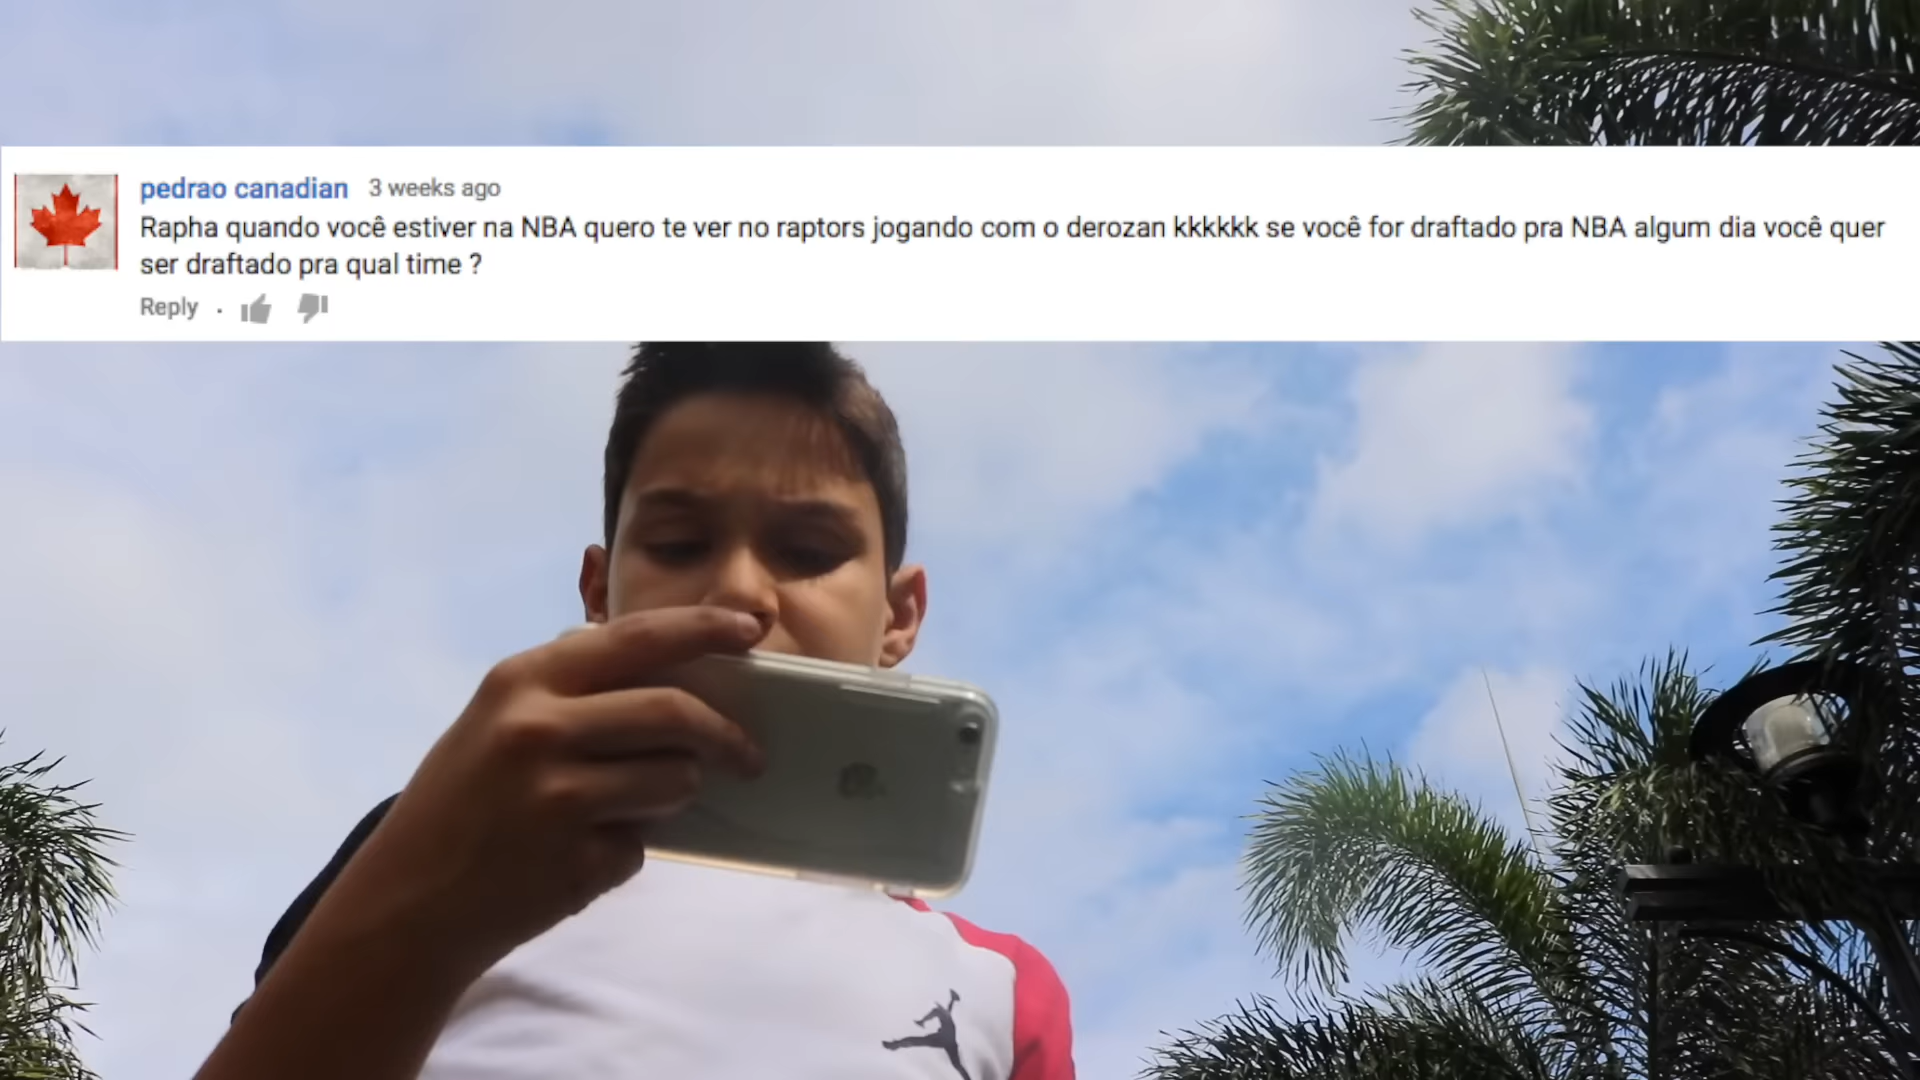 pedrao canadian 3 weeks ago
Rapha quando você estiver na NBA quero te ver no raptors jogando com o derozan kkkkkk se você for draftado pra NBA algum dia você quer
ser draftado pra qual time ?
Reply